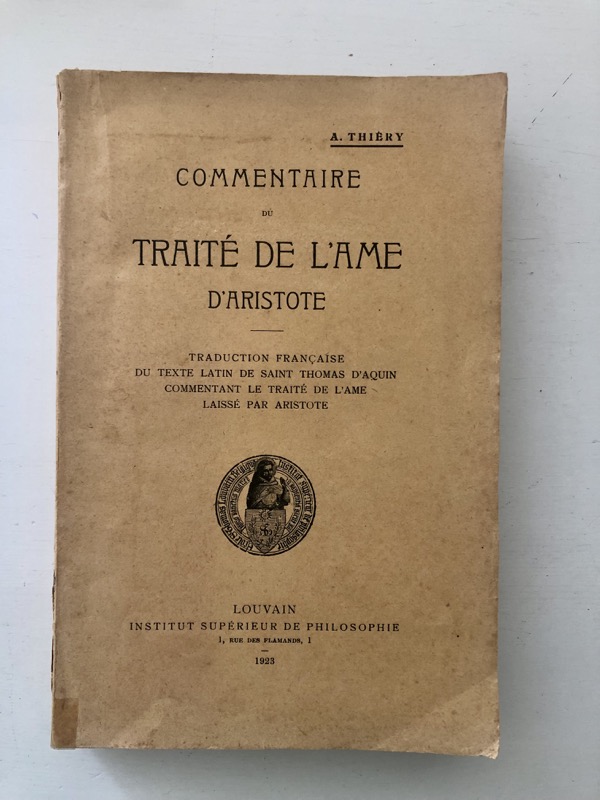 A. THIÉRY
COMMENTAIRE
DU
TRAITÉ DE L'AME
D'ARISTOTE
TRADUCTION FRANÇAISE
DU TEXTE LATIN DE SAINT THOMAS D'AQUIN
COMMENTANT LE TRAITÉ DE L'AME
LAISSÉ PAR ARISTOTE
LOUVAIN
INSTITUT SUPÉRIEUR DE PHILOSOPHIE
1, RUE DES FLAMANDS, 1
1923